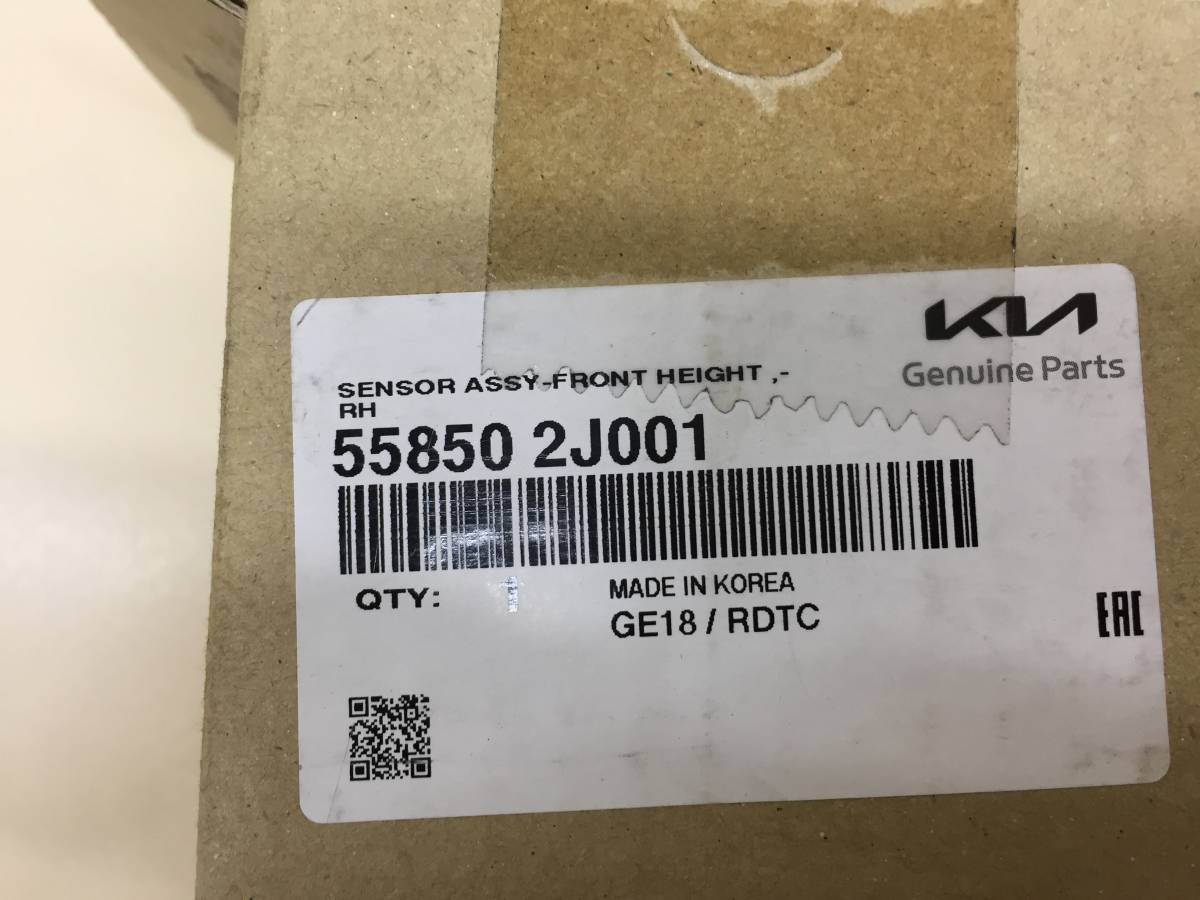 KIA
Genuine Parts
SENSOR ASSY-FRONT HEIGHT ,-
RH
55850 2J001
QTY: 1
MADE IN KOREA
GE18 / RDTC
EAC